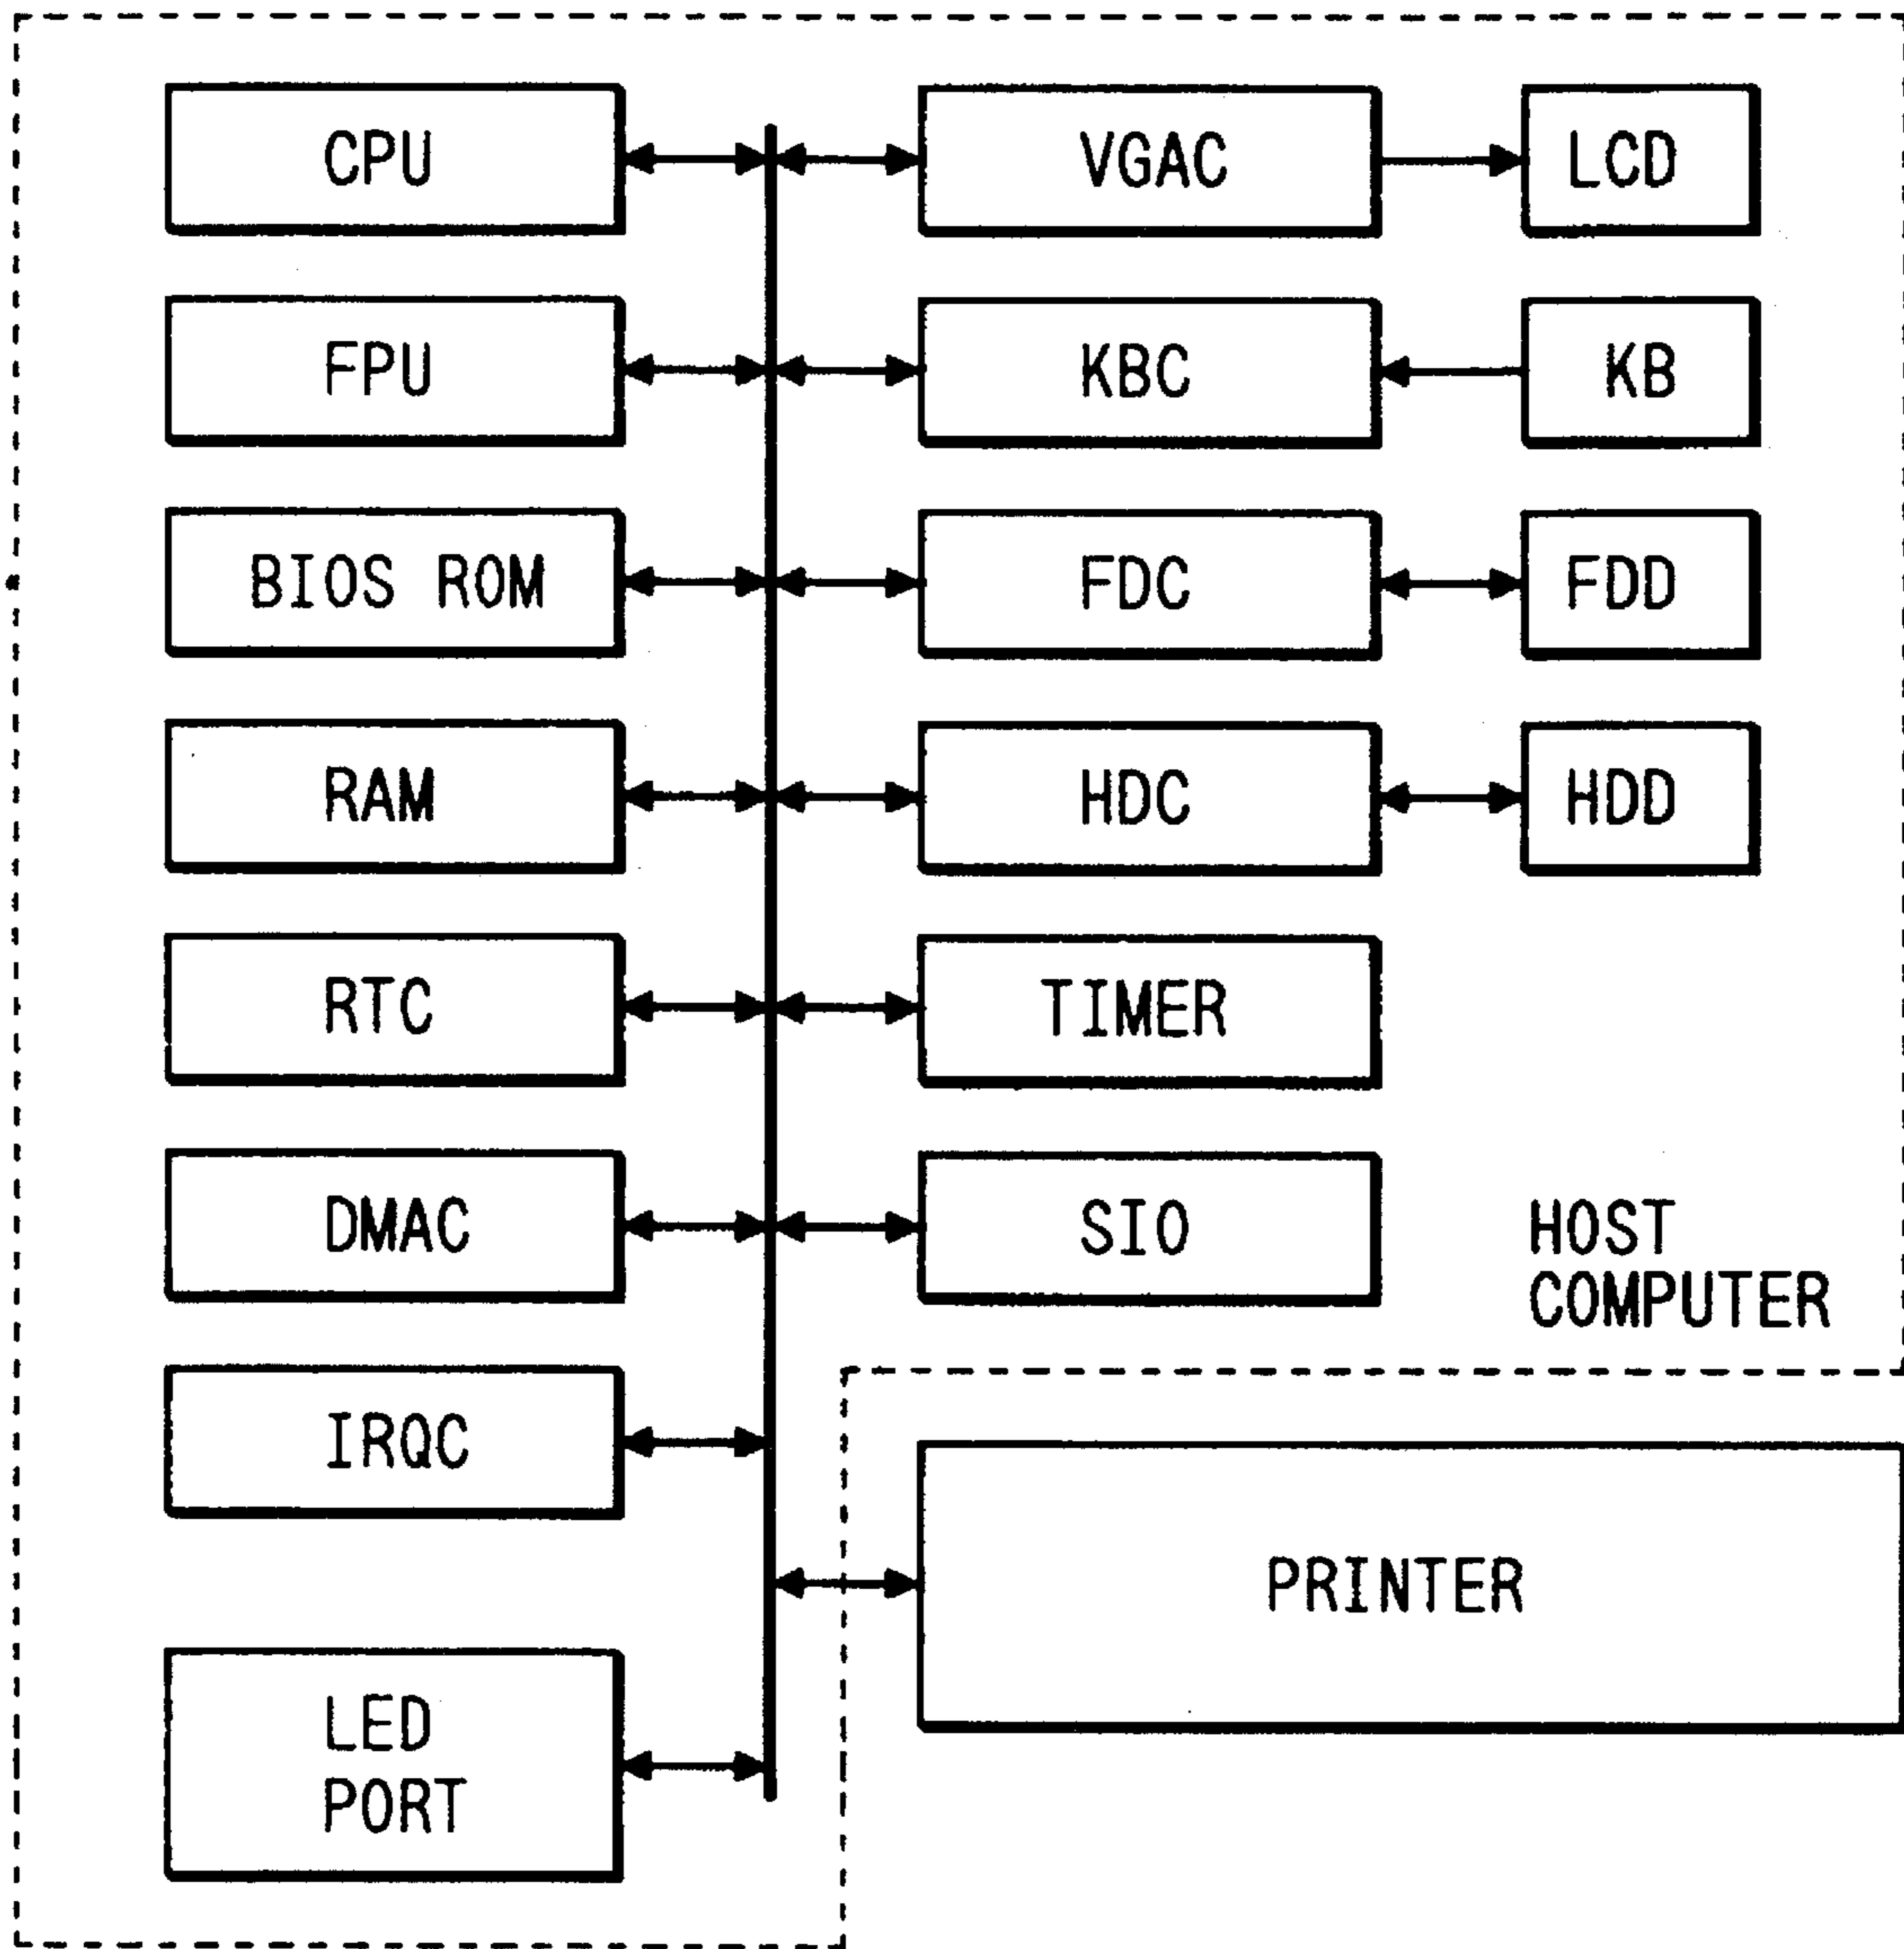 CPU
VGAC
LCD
FPU
KBC
KB
BIOS ROM
FDC
FDD
RAM
HDC
HDD
RTC
TIMER
DMAC
SIO
HOST
COMPUTER
IRQC
PRINTER
LED
PORT